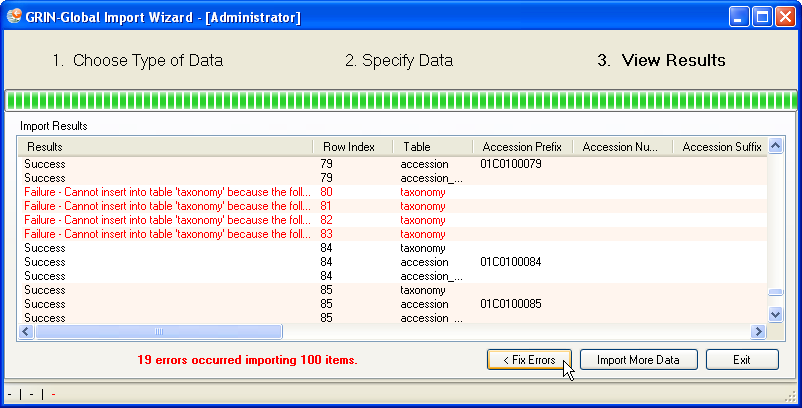 GRIN-Global Import Wizard - [Administrator]
1. Choose Type of Data 2. Specify Data 3. View Results
Import Results
Results Row Index Table Accession Prefix Accession Nu... Accession Suffix
Success 79 accession 01C0100079
Success 79 accession_...
Failure - Cannot insert into table 'taxonomy' because the foll... 80 taxonomy
Failure - Cannot insert into table 'taxonomy' because the foll... 81 taxonomy
Failure - Cannot insert into table 'taxonomy' because the foll... 82 taxonomy
Failure - Cannot insert into table 'taxonomy' because the foll... 83 taxonomy
Success 84 taxonomy
Success 84 accession 01C0100084
Success 84 accession_...
Success 85 taxonomy
Success 85 accession 01C0100085
Success 85 accession_...
19 errors occurred importing 100 items. < Fix Errors Import More Data Exit
- | - | -